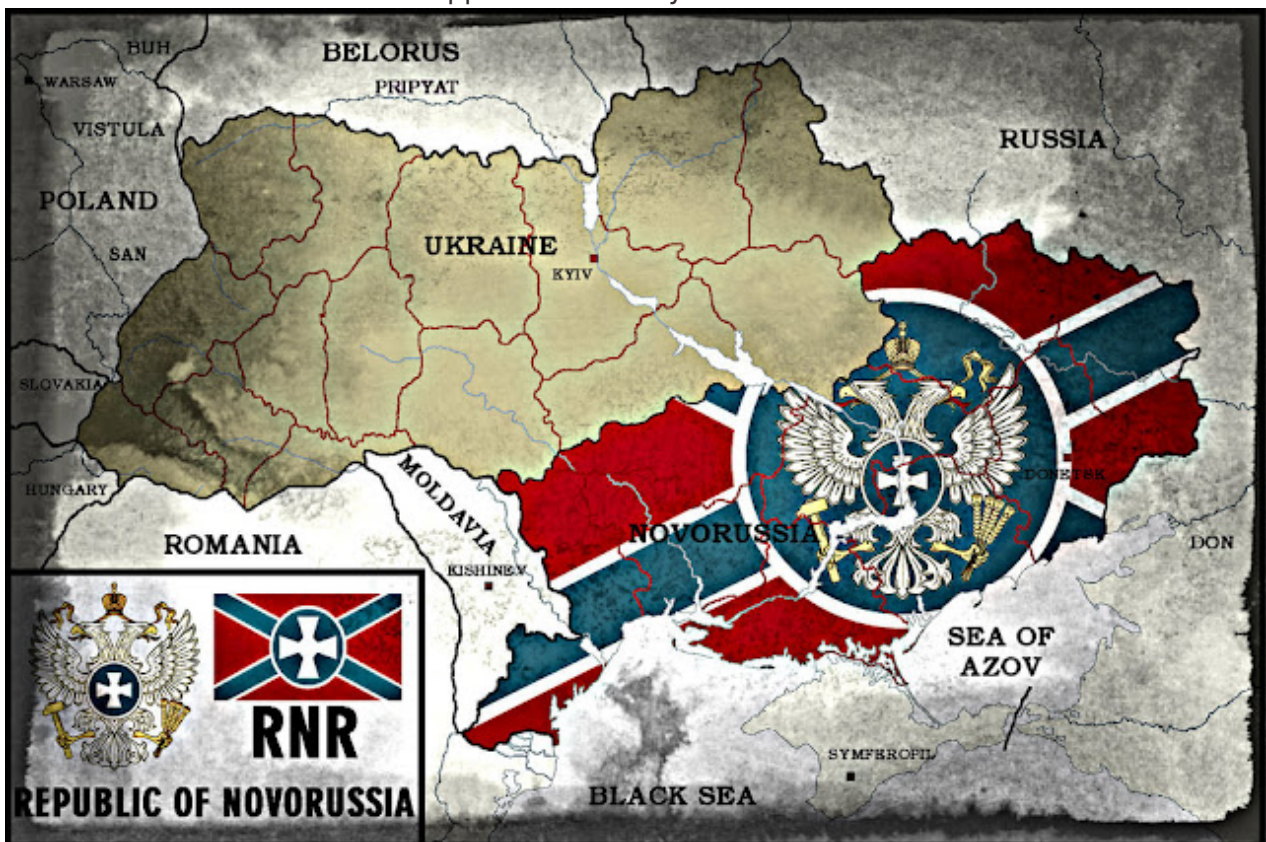 BUH
BELORUS
WARSAW
PRIPYAT
VISTULA
RUSSIA
POLAND
SAN
UKRAINE
KYIV
SLOVAKIA
MOLDAVIA
DONETSK
HUNGARY
NOVORUSSIA
ROMANIA
DON
KISHINEV
SEA OF
AZOV
SYMFEROPIL
BLACK SEA
RNR
REPUBLIC OF NOVORUSSIA